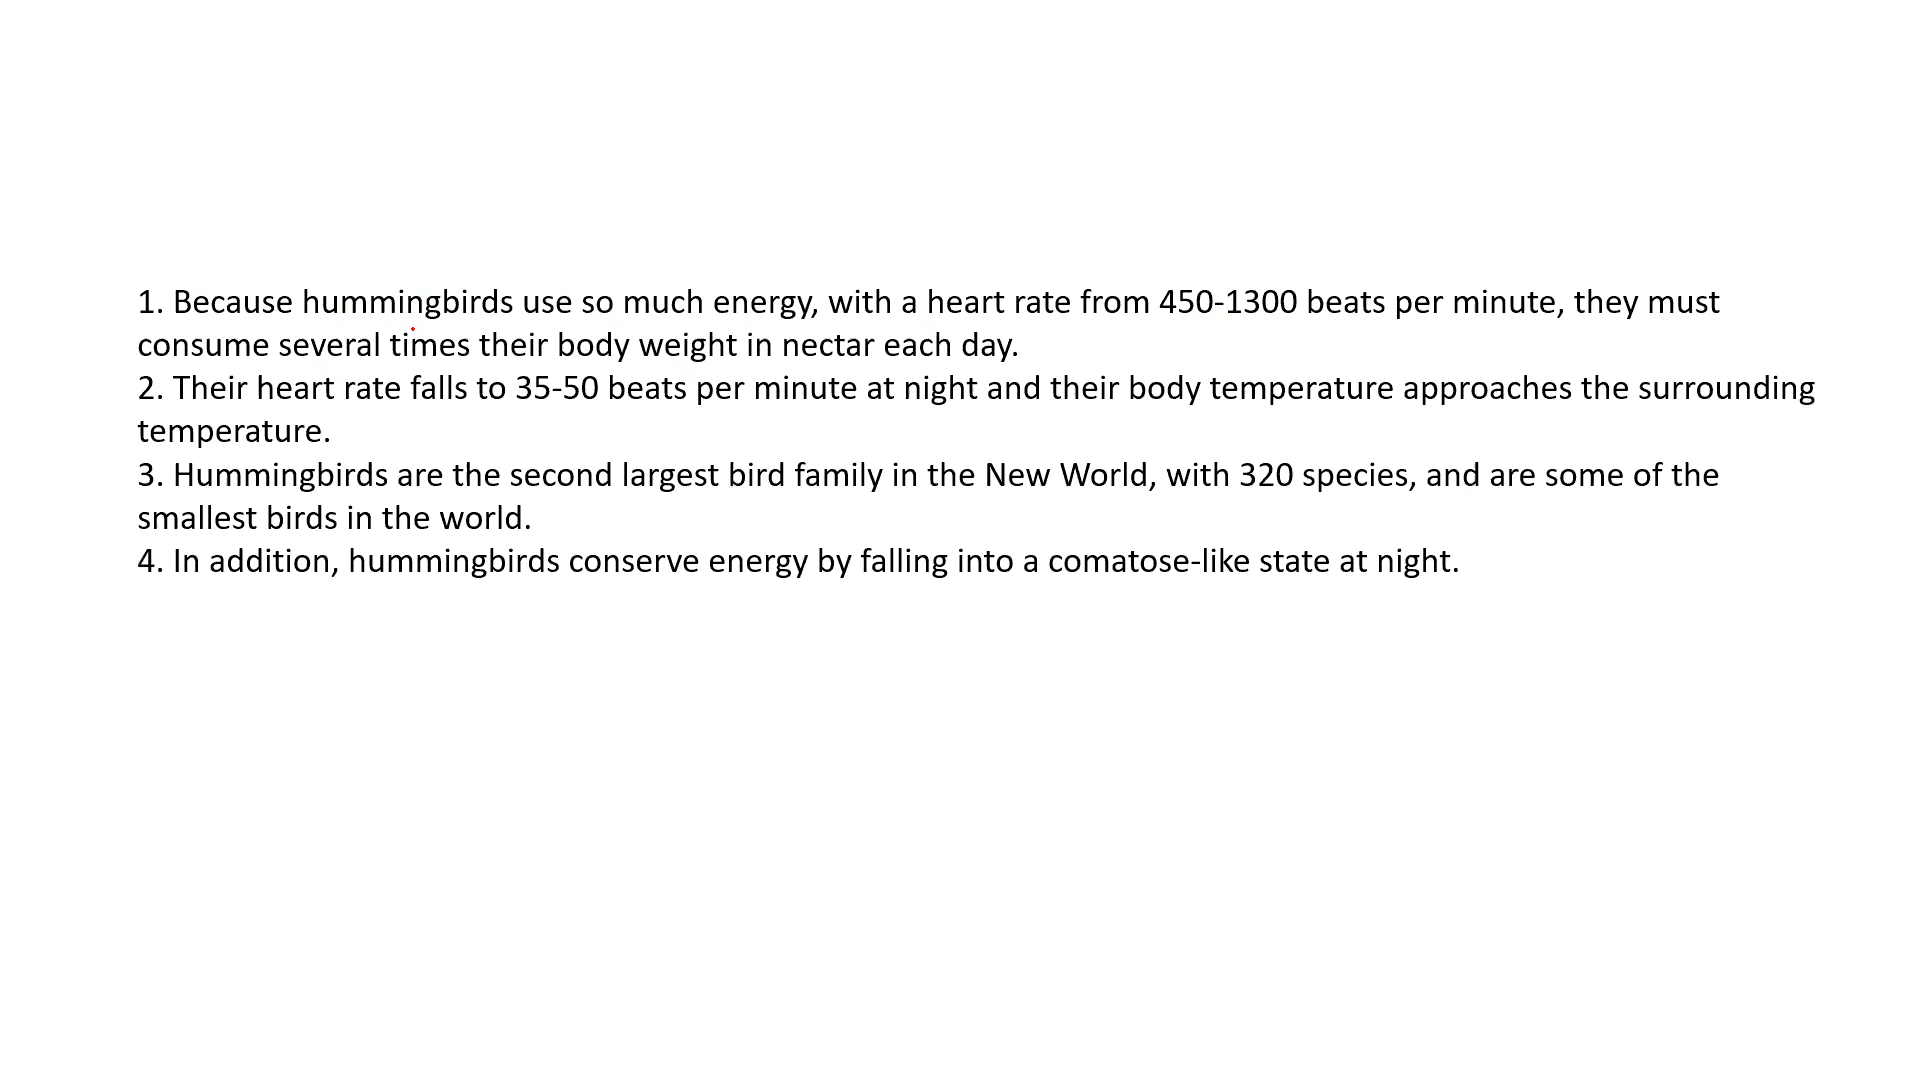 1. Because hummingbirds use so much energy, with a heart rate from 450-1300 beats per minute, they must
consume several times their body weight in nectar each day.
2. Their heart rate falls to 35-50 beats per minute at night and their body temperature approaches the surrounding
temperature.
3. Hummingbirds are the second largest bird family in the New World, with 320 species, and are some of the
smallest birds in the world.
4. In addition, hummingbirds conserve energy by falling into a comatose-like state at night.